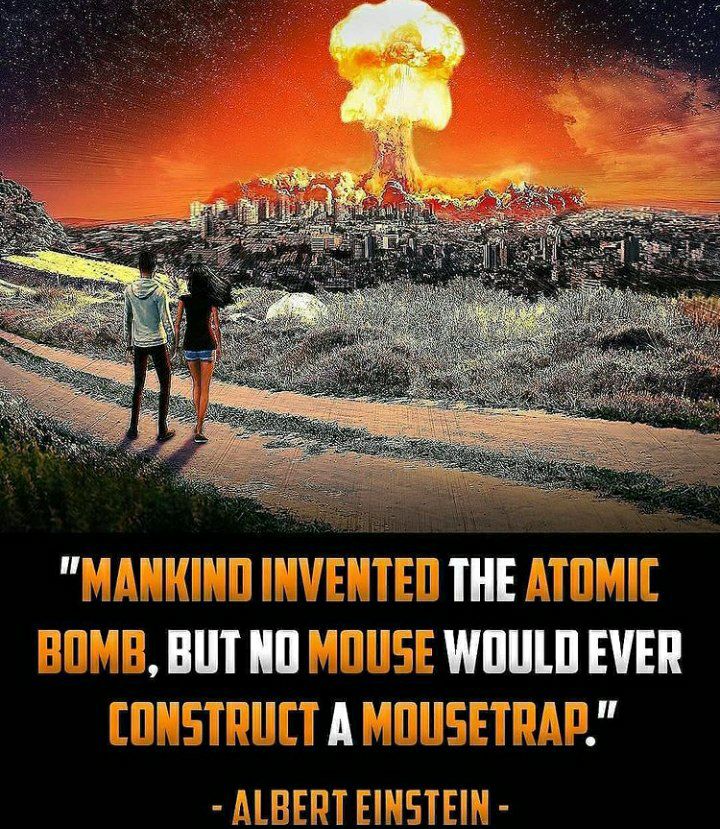 "MANKIND INVENTED THE ATOMIC
BOMB, BUT NO MOUSE WOULD EVER
CONSTRUCT A MOUSETRAP."
- ALBERT EINSTEIN -